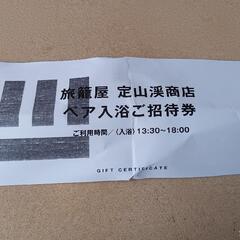 旅籠屋 定山渓商店
ペア入浴ご招待券
ご利用時間／〈入浴〉13:30~18:00
GIFT CERTIFICATE